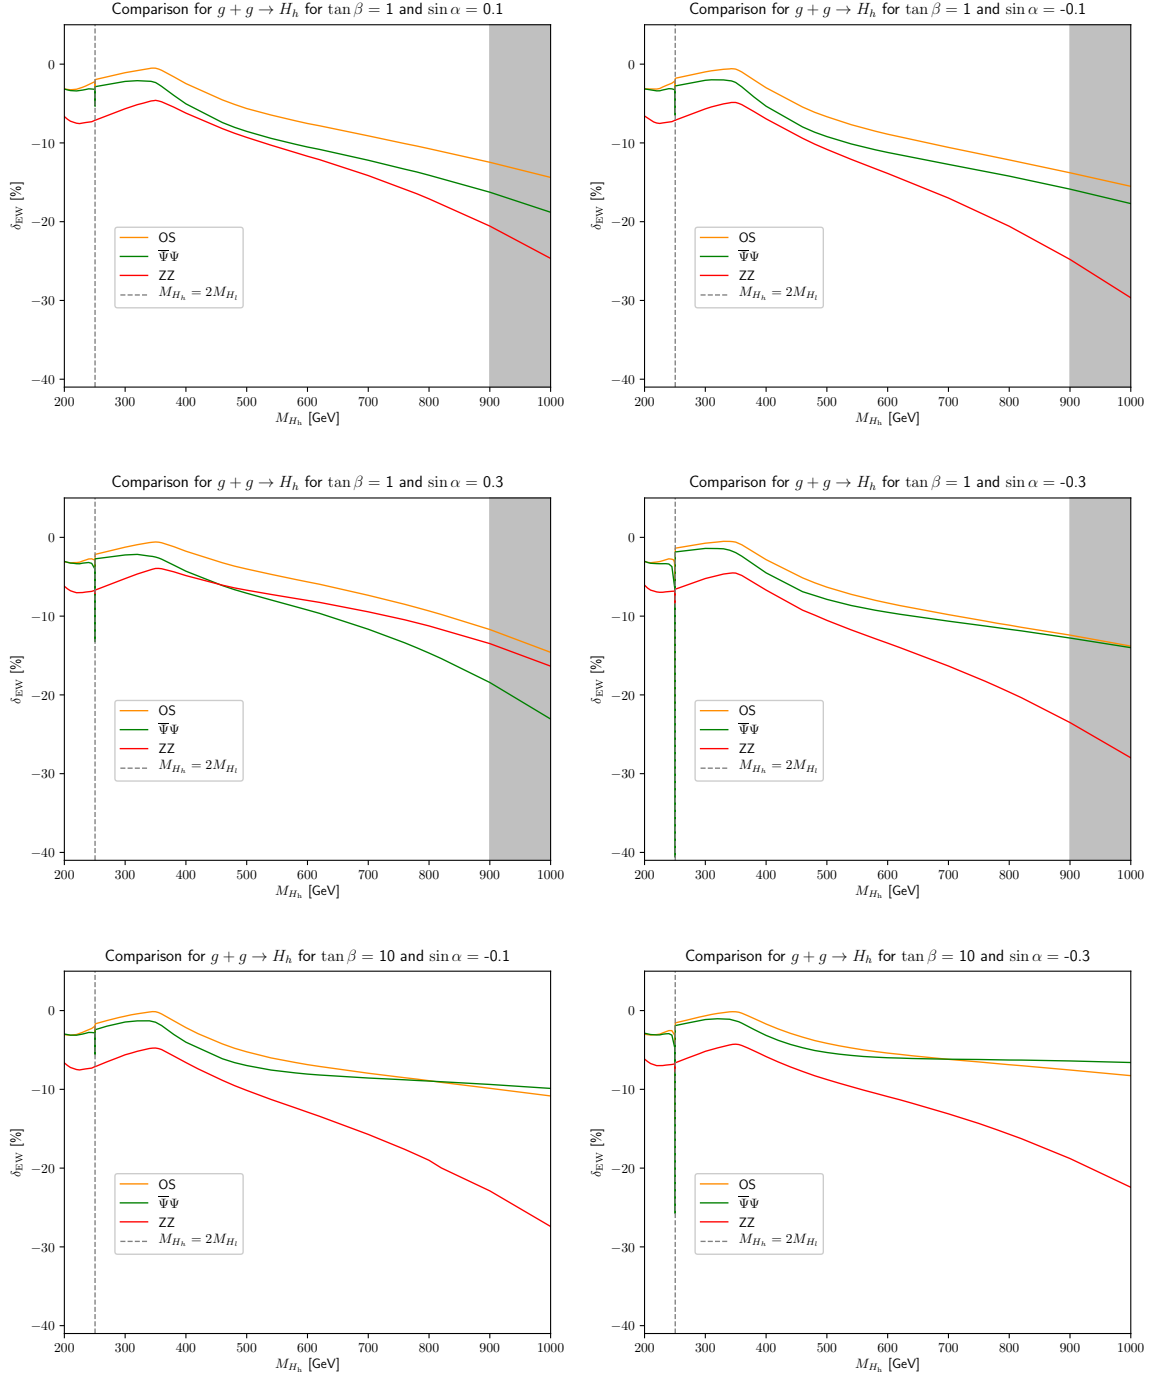 Comparison for g + g → H_h for tan β = 1 and sin α = 0.1
δ_EW [%]
0
−10
−20
−30
−40
OS
Ψ̅Ψ
ZZ
M_{H_h} = 2M_{H_l}
200 300 400 500 600 700 800 900 1000
M_{H_h} [GeV]
Comparison for g + g → H_h for tan β = 1 and sin α = -0.1
δ_EW [%]
0
−10
−20
−30
−40
OS
Ψ̅Ψ
ZZ
M_{H_h} = 2M_{H_l}
200 300 400 500 600 700 800 900 1000
M_{H_h} [GeV]
Comparison for g + g → H_h for tan β = 1 and sin α = 0.3
δ_EW [%]
0
−10
−20
−30
−40
OS
Ψ̅Ψ
ZZ
M_{H_h} = 2M_{H_l}
200 300 400 500 600 700 800 900 1000
M_{H_h} [GeV]
Comparison for g + g → H_h for tan β = 1 and sin α = -0.3
δ_EW [%]
0
−10
−20
−30
−40
OS
Ψ̅Ψ
ZZ
M_{H_h} = 2M_{H_l}
200 300 400 500 600 700 800 900 1000
M_{H_h} [GeV]
Comparison for g + g → H_h for tan β = 10 and sin α = -0.1
δ_EW [%]
0
−10
−20
−30
−40
OS
Ψ̅Ψ
ZZ
M_{H_h} = 2M_{H_l}
200 300 400 500 600 700 800 900 1000
M_{H_h} [GeV]
Comparison for g + g → H_h for tan β = 10 and sin α = -0.3
δ_EW [%]
0
−10
−20
−30
−40
OS
Ψ̅Ψ
ZZ
M_{H_h} = 2M_{H_l}
200 300 400 500 600 700 800 900 1000
M_{H_h} [GeV]